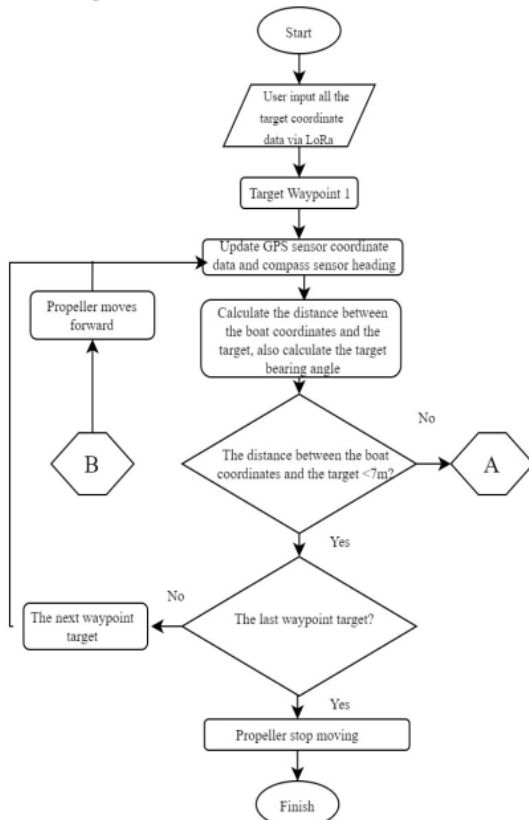 Start
User input all the
target coordinate
data via LoRa
Target Waypoint 1
Update GPS sensor coordinate
data and compass sensor heading
Propeller moves
forward
Calculate the distance between
the boat coordinates and the
target, also calculate the target
bearing angle
No
B
The distance between the boat
coordinates and the target <7m?
A
Yes
No
The next waypoint
target
The last waypoint target?
Yes
Propeller stop moving
Finish